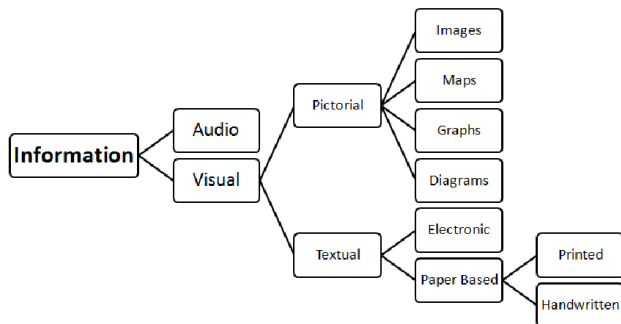 Information
Audio
Visual
Pictorial
Textual
Images
Maps
Graphs
Diagrams
Electronic
Paper Based
Printed
Handwritten